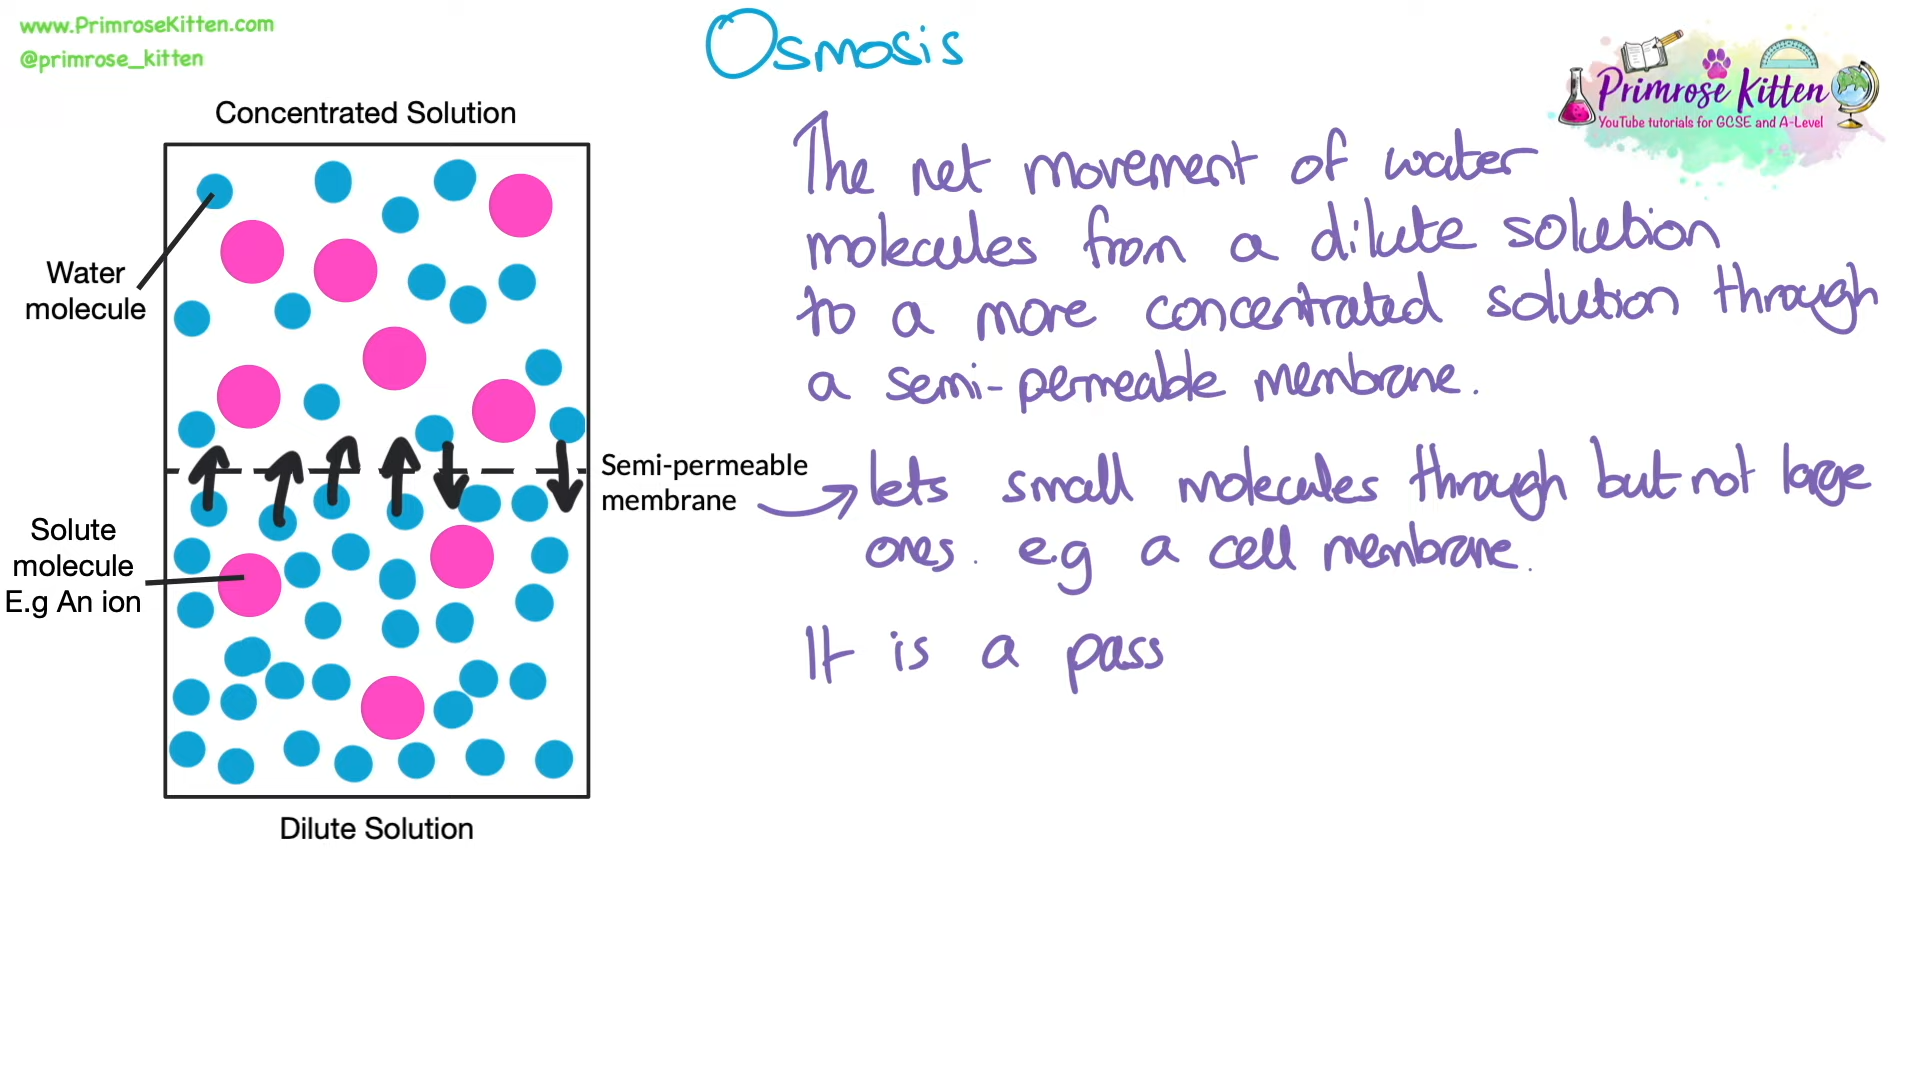 www.PrimroseKitten.com
@primrose_kitten
Osmosis
Primrose Kitten
YouTube tutorials for GCSE and A-Level
Concentrated Solution
Water
molecule
Solute
molecule
E.g An ion
Semi-permeable
membrane
Dilute Solution
The net movement of water
molecules from a dilute solution
to a more concentrated solution through
a semi-permeable membrane.
lets small molecules through but not large
ones. e.g a cell membrane.
It is a pass